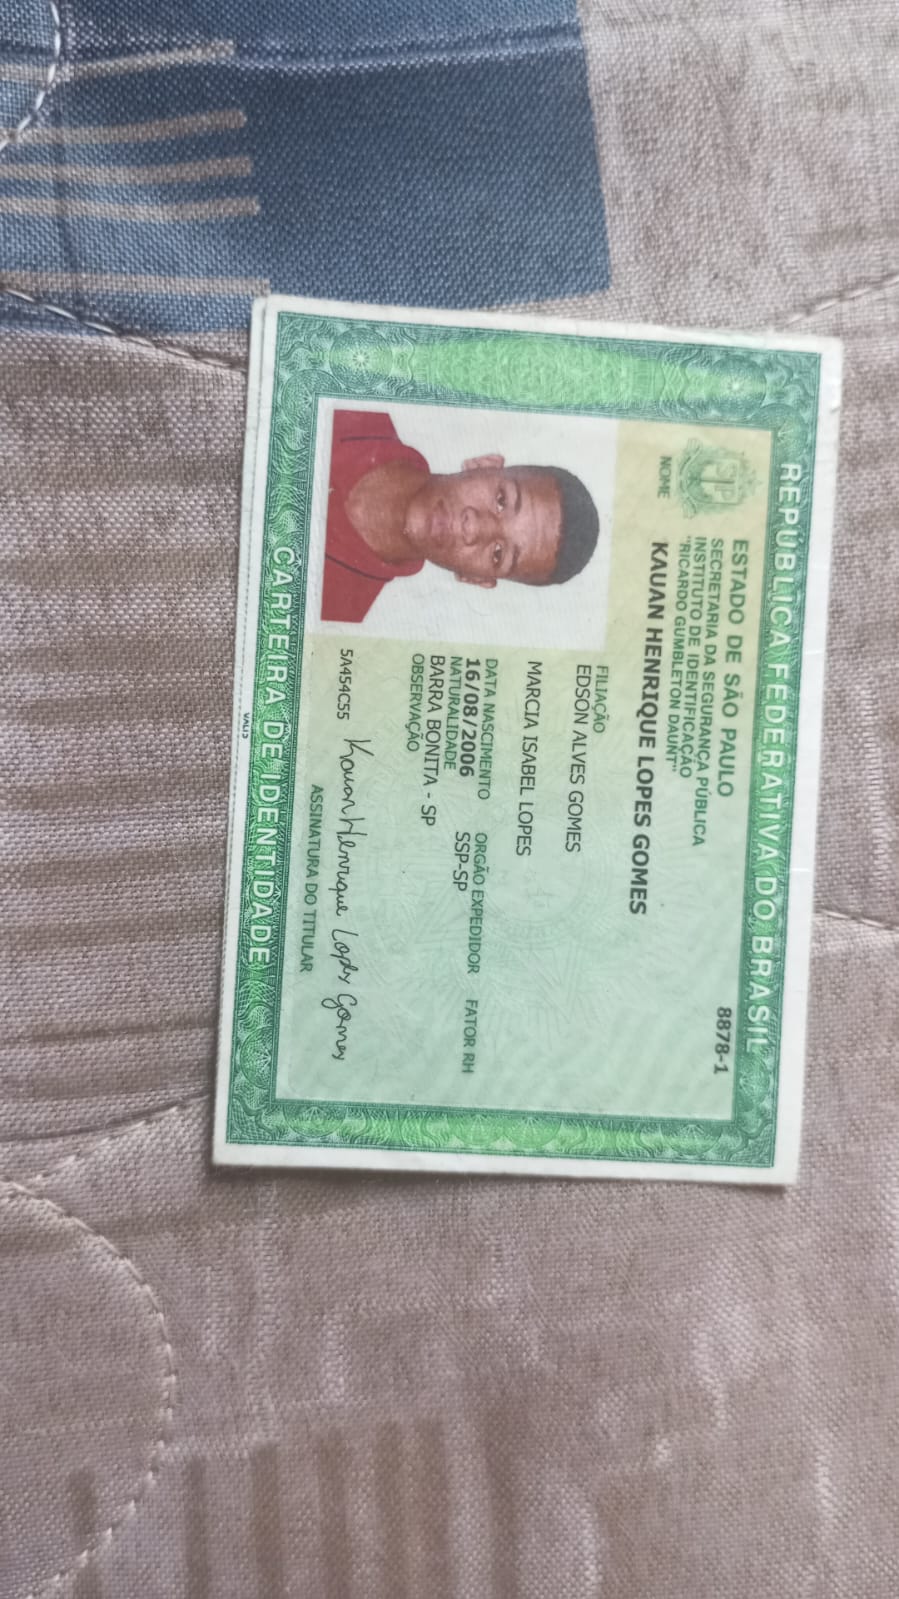 REPÚBLICA FEDERATIVA DO BRASIL
8878-1
ESTADO DE SÃO PAULO
SECRETARIA DA SEGURANÇA PÚBLICA
INSTITUTO DE IDENTIFICAÇÃO
"RICARDO GUMBLETON DAUNT"
NOME
KAUAN HENRIQUE LOPES GOMES
FILIAÇÃO
EDSON ALVES GOMES
MARCIA ISABEL LOPES
DATA NASCIMENTO ORGÃO EXPEDIDOR FATOR RH
16/08/2006 SSP-SP
NATURALIDADE
BARRA BONITA - SP
OBSERVAÇÃO
5A454C55 Kauan Henrique Lopes Gomes
ASSINATURA DO TITULAR
CARTEIRA DE IDENTIDADE